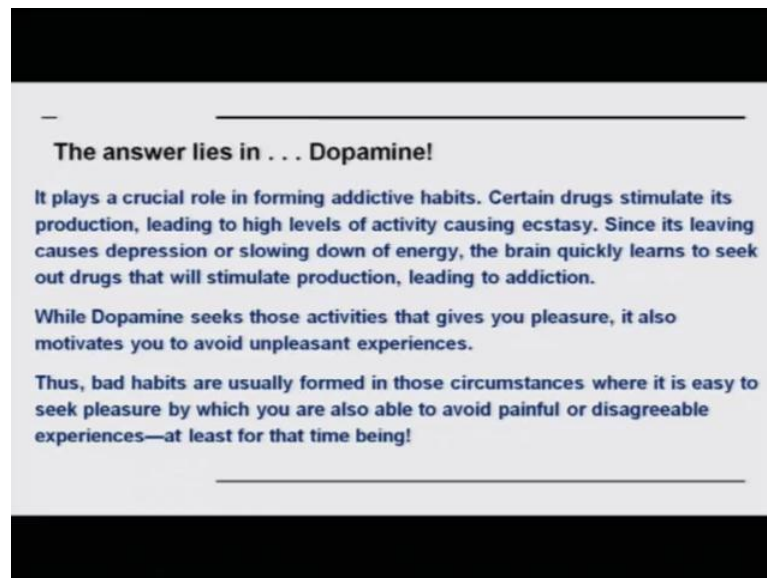 The answer lies in . . . Dopamine!
It plays a crucial role in forming addictive habits. Certain drugs stimulate its
production, leading to high levels of activity causing ecstasy. Since its leaving
causes depression or slowing down of energy, the brain quickly learns to seek
out drugs that will stimulate production, leading to addiction.
While Dopamine seeks those activities that gives you pleasure, it also
motivates you to avoid unpleasant experiences.
Thus, bad habits are usually formed in those circumstances where it is easy to
seek pleasure by which you are also able to avoid painful or disagreeable
experiences—at least for that time being!